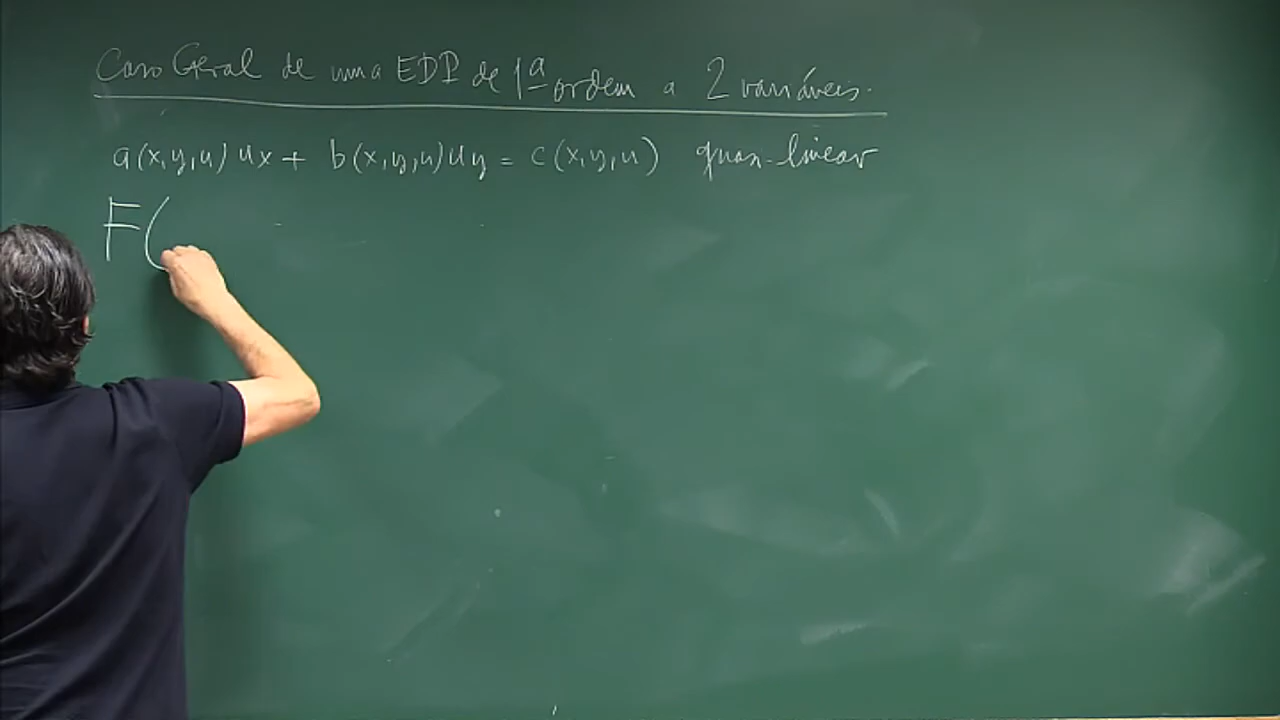 Caso Geral de uma EDP de 1ª ordem a 2 variáveis.
a(x,y,u) ux + b(x,y,u) uy = c(x,y,u) quasi-linear
F(